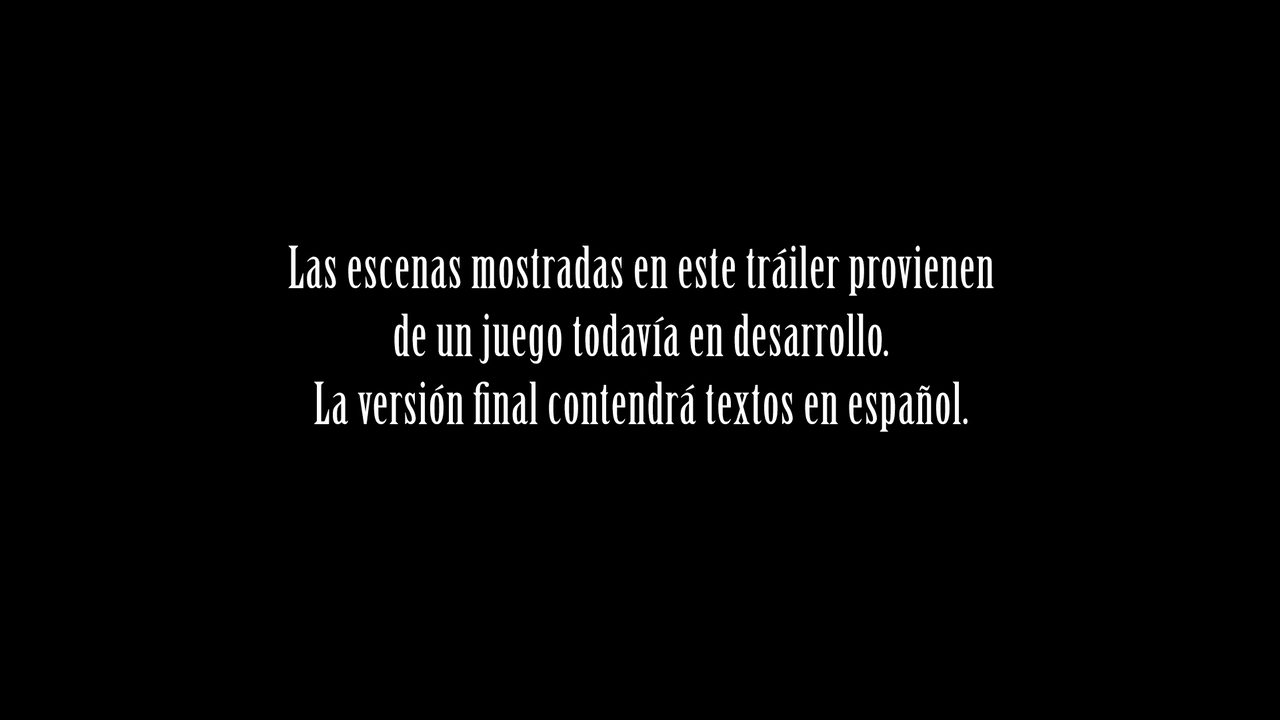 Las escenas mostradas en este tráiler provienen
de un juego todavía en desarrollo.
La versión final contendrá textos en español.